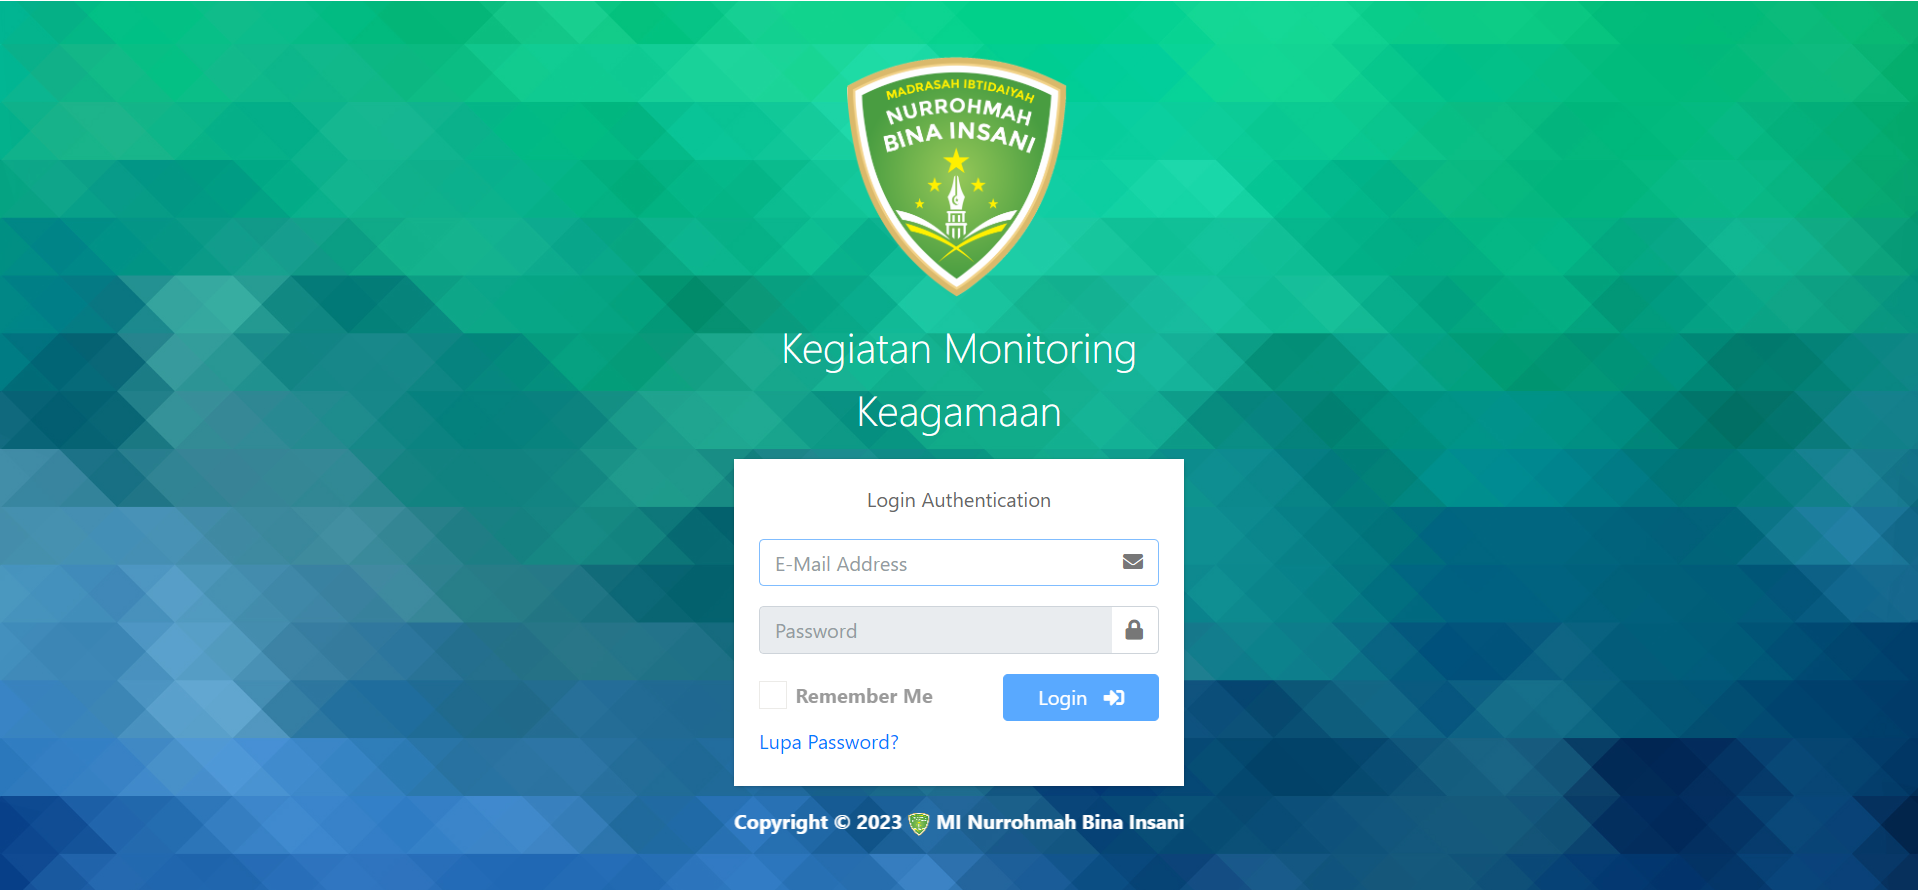 MADRASAH IBTIDAIYAH
NURROHMAH
BINA INSANI
Kegiatan Monitoring
Keagamaan
Login Authentication
E-Mail Address
Password
Remember Me
Login
Lupa Password?
Copyright © 2023 MI Nurrohmah Bina Insani